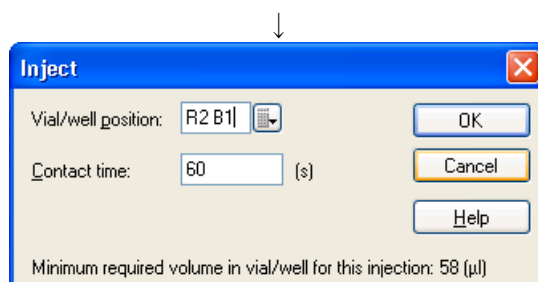 ↓
Inject
Vial/well position: R2 B1 OK
Contact time: 60 (s) Cancel
Help
Minimum required volume in vial/well for this injection: 58 (µl)